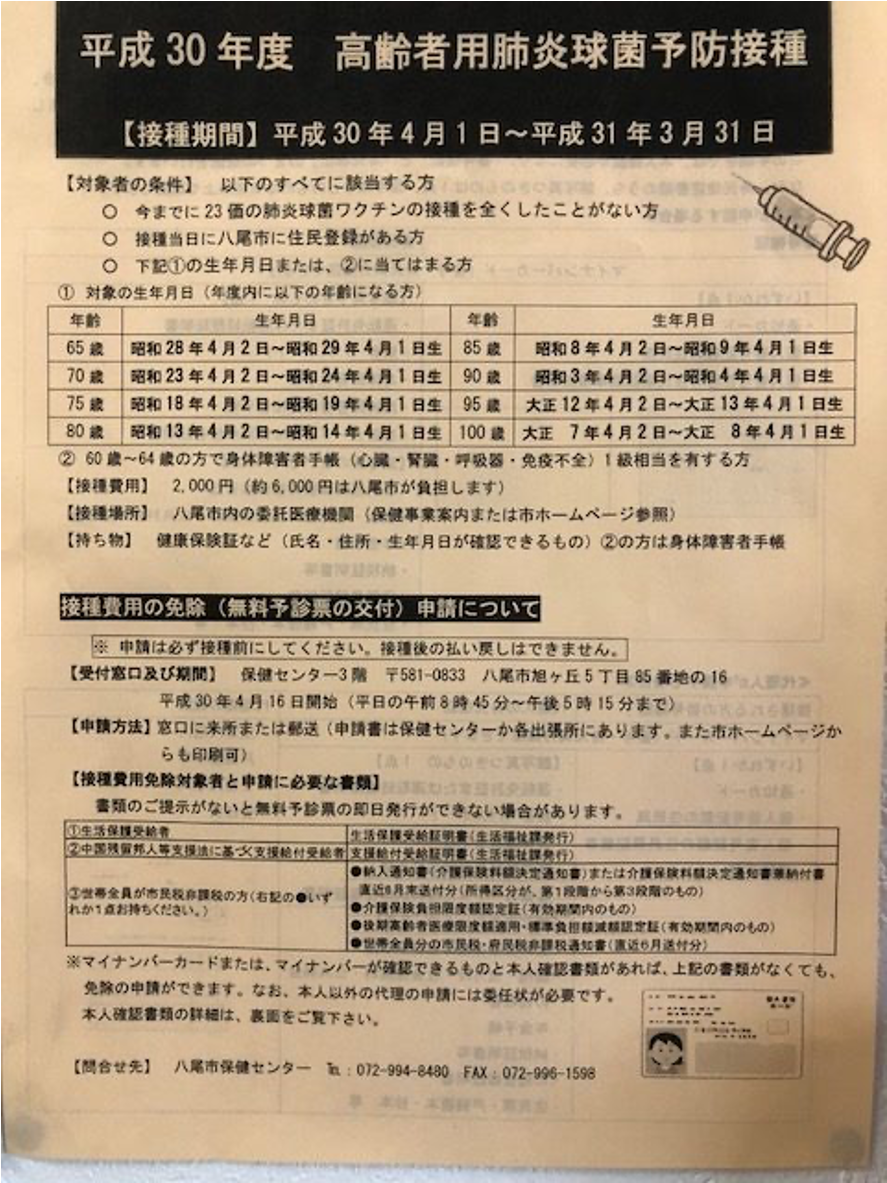 平成30年度　高齢者用肺炎球菌予防接種
【接種期間】平成30年4月1日～平成31年3月31日
【対象者の条件】　以下のすべてに該当する方
○　今までに23価の肺炎球菌ワクチンの接種を全くしたことがない方
○　接種当日に八尾市に住民登録がある方
○　下記①の生年月日または、②に当てはまる方
①　対象の生年月日（年度内に以下の年齢になる方）
年齢　生年月日　年齢　生年月日
65歳　昭和28年4月2日～昭和29年4月1日生　85歳　昭和8年4月2日～昭和9年4月1日生
70歳　昭和23年4月2日～昭和24年4月1日生　90歳　昭和3年4月2日～昭和4年4月1日生
75歳　昭和18年4月2日～昭和19年4月1日生　95歳　大正12年4月2日～大正13年4月1日生
80歳　昭和13年4月2日～昭和14年4月1日生　100歳　大正　7年4月2日～大正　8年4月1日生
②　60歳～64歳の方で身体障害者手帳（心臓・腎臓・呼吸器・免疫不全）1級相当を有する方
【接種費用】　2,000円（約6,000円は八尾市が負担します）
【接種場所】　八尾市内の委託医療機関（保健事業案内または市ホームページ参照）
【持ち物】　健康保険証など（氏名・住所・生年月日が確認できるもの）②の方は身体障害者手帳
接種費用の免除（無料予診票の交付）申請について
※　申請は必ず接種前にしてください。接種後の払い戻しはできません。
【受付窓口及び期間】　保健センター3階　〒581-0833　八尾市旭ヶ丘5丁目85番地の16
平成30年4月16日開始（平日の午前8時45分～午後5時15分まで）
【申請方法】窓口に来所または郵送（申請書は保健センターか各出張所にあります。また市ホームページか
らも印刷可）
【接種費用免除対象者と申請に必要な書類】
書類のご提示がないと無料予診票の即日発行ができない場合があります。
①生活保護受給者　生活保護受給証明書（生活福祉課発行）
②中国残留邦人等支援法に基づく支援給付受給者　支援給付受給証明書（生活福祉課発行）
③世帯全員が市民税非課税の方（右記の●いず
れか1点お持ちください。）
●納入通知書（介護保険料額決定通知書）または介護保険料額決定通知書兼納付書
直近6月末送付分（所得区分が、第1段階から第3段階のもの）
●介護保険負担限度額認定証（有効期間内のもの）
●後期高齢者医療限度額適用・標準負担額減額認定証（有効期間内のもの）
●世帯全員分の市民税・府民税非課税通知書（直近6月送付分）
※マイナンバーカードまたは、マイナンバーが確認できるものと本人確認書類があれば、上記の書類がなくても、
免除の申請ができます。なお、本人以外の代理の申請には委任状が必要です。
本人確認書類の詳細は、裏面をご覧下さい。
【問合せ先】　八尾市保健センター　℡：072-994-8480　FAX：072-996-1598